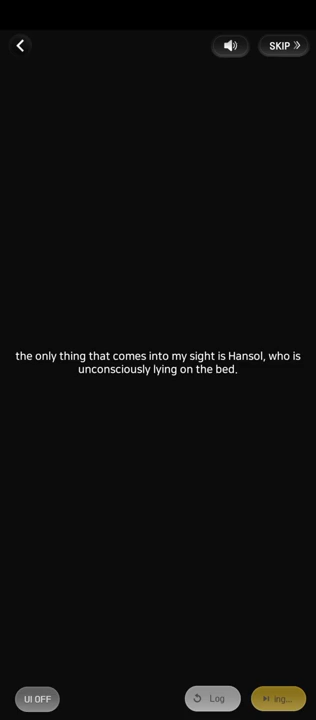 SKIP
the only thing that comes into my sight is Hansol, who is
unconsciously lying on the bed.
UI OFF
Log
ing...